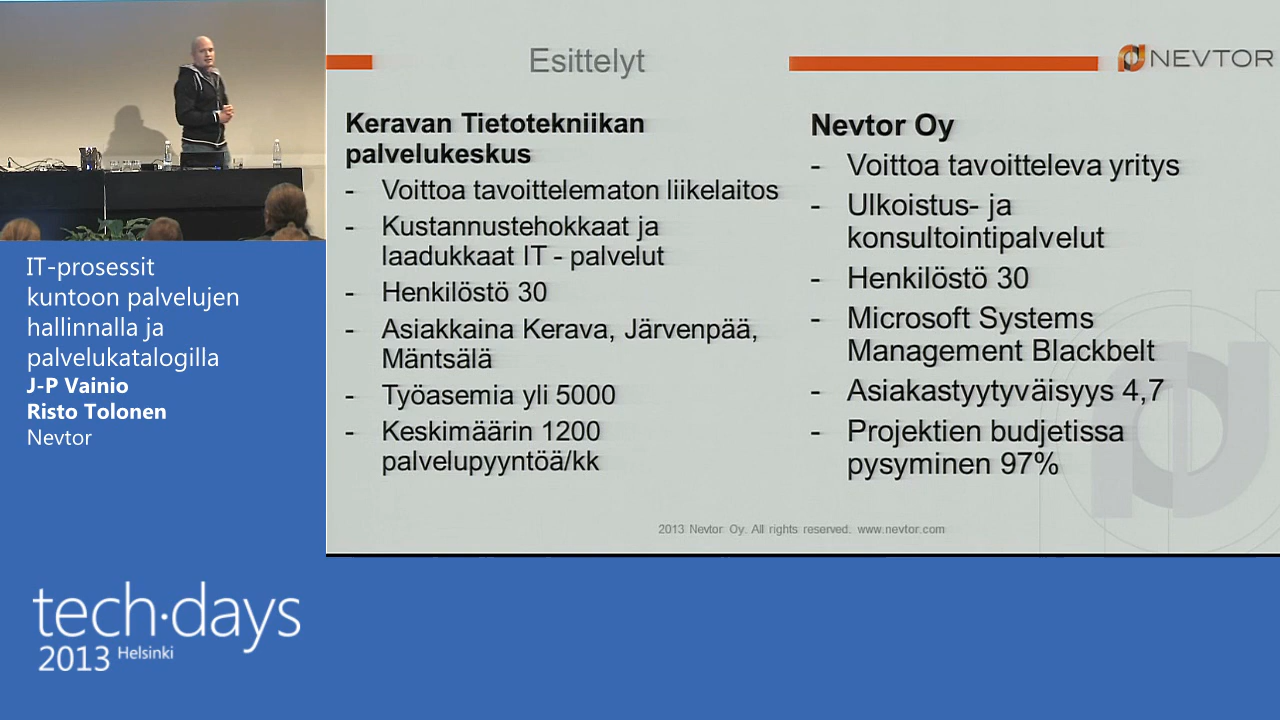 Esittelyt
NEVTOR
Keravan Tietotekniikan
palvelukeskus
- Voittoa tavoittelematon liikelaitos
- Kustannustehokkaat ja
laadukkaat IT - palvelut
- Henkilöstö 30
- Asiakkaina Kerava, Järvenpää,
Mäntsälä
- Työasemia yli 5000
- Keskimäärin 1200
palvelupyyntöä/kk
Nevtor Oy
- Voittoa tavoitteleva yritys
- Ulkoistus- ja
konsultointipalvelut
- Henkilöstö 30
- Microsoft Systems
Management Blackbelt
- Asiakastyytyväisyys 4,7
- Projektien budjetissa
pysyminen 97%
2013 Nevtor Oy. All rights reserved. www.nevtor.com
IT-prosessit
kuntoon palvelujen
hallinnalla ja
palvelukatalogilla
J-P Vainio
Risto Tolonen
Nevtor
tech·days
2013 Helsinki